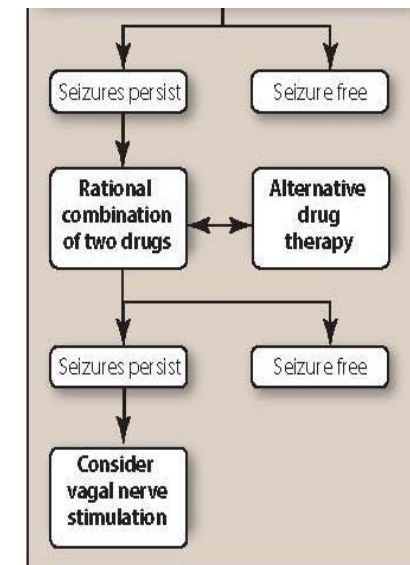 Seizures persist
Seizure free
Rational
combination
of two drugs
Alternative
drug
therapy
Seizures persist
Seizure free
Consider
vagal nerve
stimulation